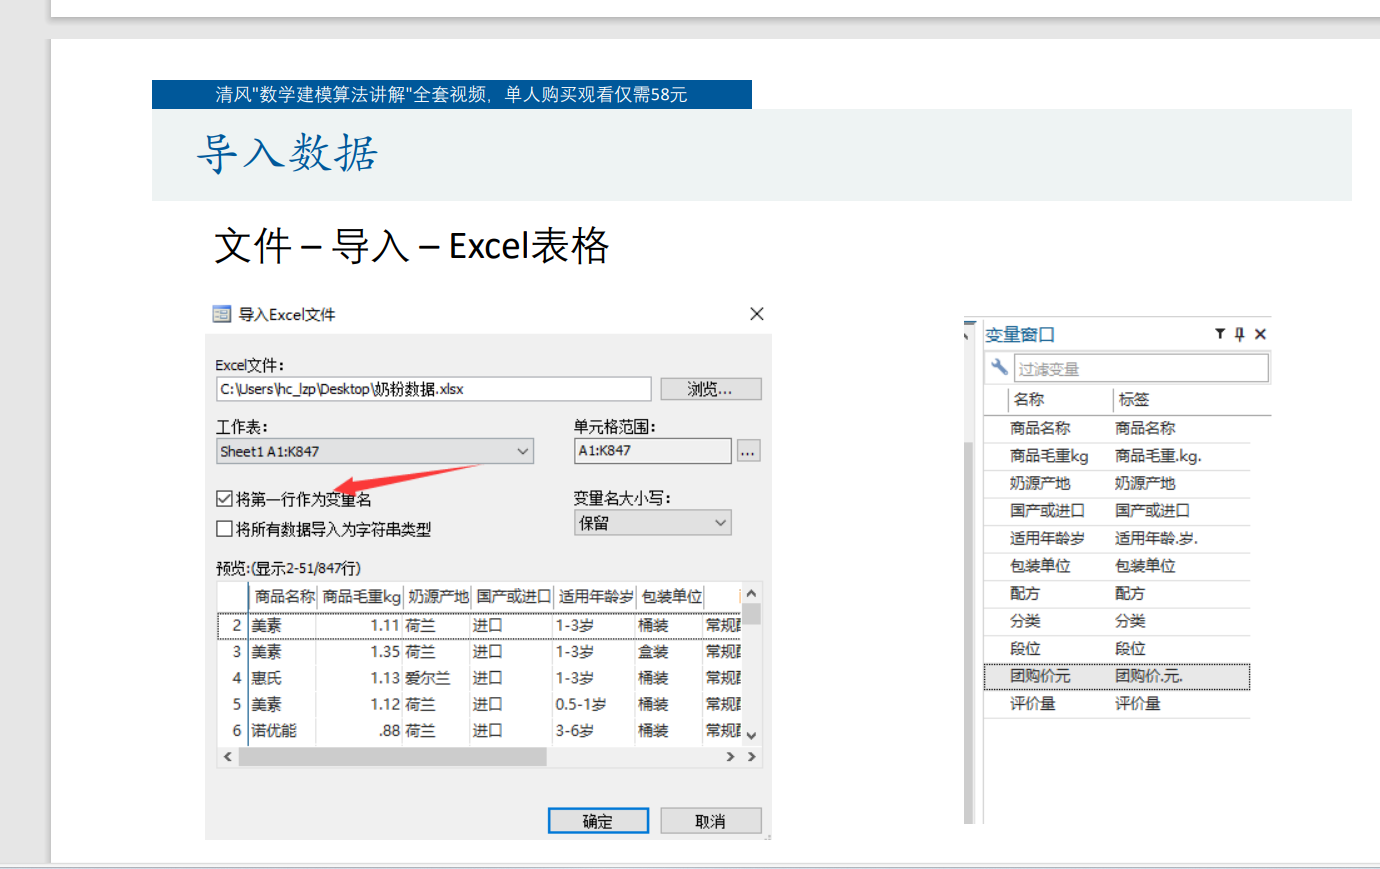 清风"数学建模算法讲解"全套视频，单人购买观看仅需58元
导入数据
文件 – 导入 – Excel表格
导入Excel文件
Excel文件:
C:\Users\hc_lzp\Desktop\奶粉数据.xlsx
浏览...
工作表:
单元格范围:
Sheet1 A1:K847
A1:K847
...
将第一行作为变量名
变量名大小写:
将所有数据导入为字符串类型
保留
预览:(显示2-51/847行)
商品名称 商品毛重kg 奶源产地 国产或进口 适用年龄岁 包装单位
2 美素 1.11 荷兰 进口 1-3岁 桶装 常规
3 美素 1.35 荷兰 进口 1-3岁 盒装 常规
4 惠氏 1.13 爱尔兰 进口 1-3岁 桶装 常规
5 美素 1.12 荷兰 进口 0.5-1岁 桶装 常规
6 诺优能 .88 荷兰 进口 3-6岁 桶装 常规
确定
取消
变量窗口
过滤变量
名称 标签
商品名称 商品名称
商品毛重kg 商品毛重.kg.
奶源产地 奶源产地
国产或进口 国产或进口
适用年龄岁 适用年龄.岁.
包装单位 包装单位
配方 配方
分类 分类
段位 段位
团购价元 团购价.元.
评价量 评价量